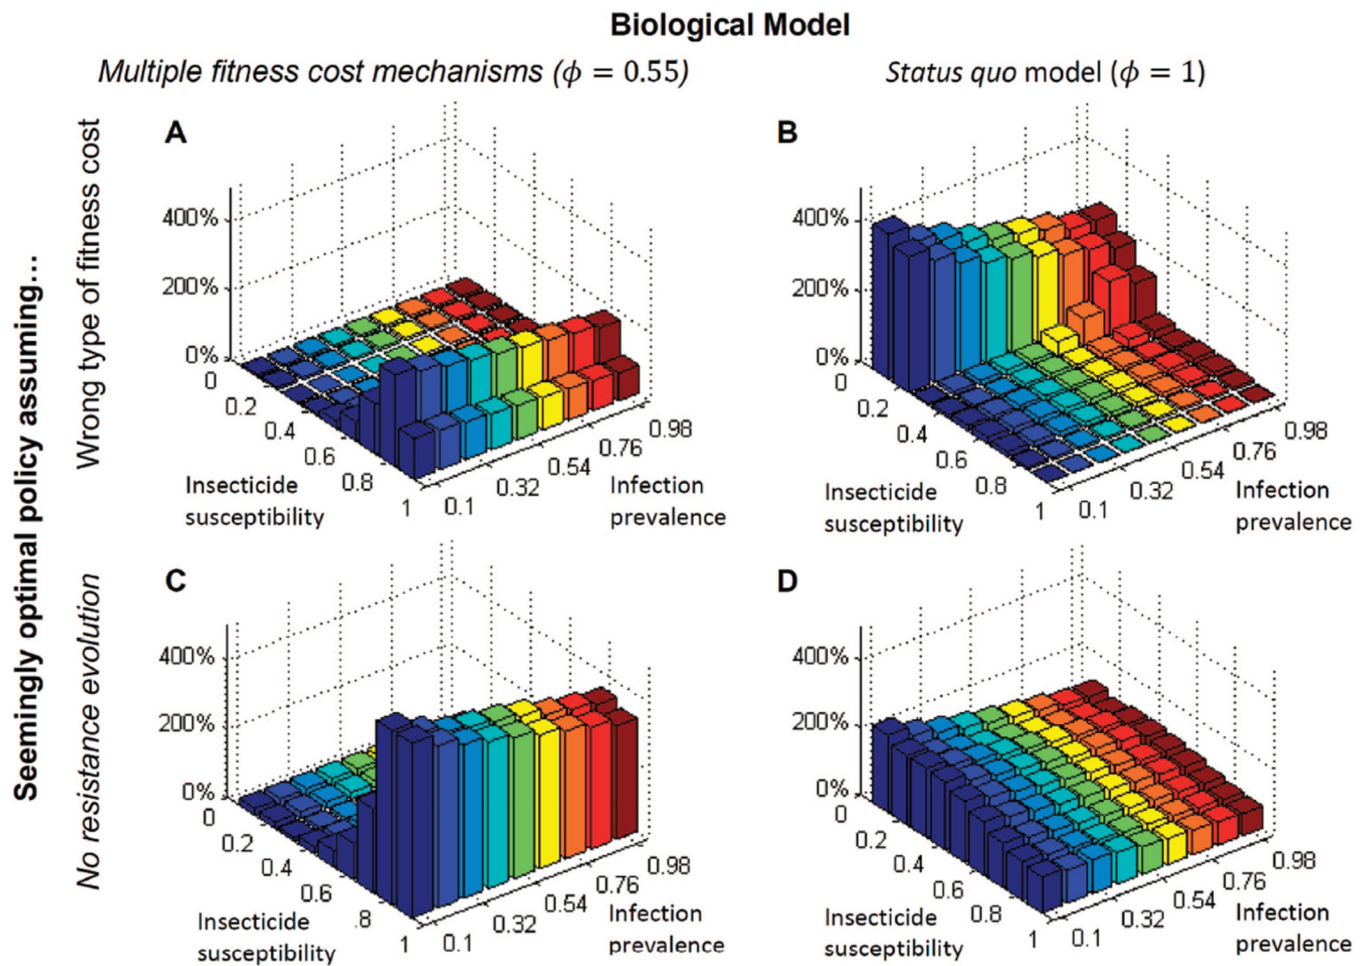 Biological Model
Multiple fitness cost mechanisms (ϕ = 0.55)
Status quo model (ϕ = 1)
Seemingly optimal policy assuming...
Wrong type of fitness cost
A
400%
200%
0%
0
0.2
0.4
0.6
0.8
1
Insecticide
susceptibility
0.1
0.32
0.54
0.76
0.98
Infection
prevalence
B
400%
200%
0%
0
0.2
0.4
0.6
0.8
1
Insecticide
susceptibility
0.1
0.32
0.54
0.76
0.98
Infection
prevalence
No resistance evolution
C
400%
200%
0%
0
0.2
0.4
0.6
.8
1
Insecticide
susceptibility
0.1
0.32
0.54
0.76
0.98
Infection
prevalence
D
400%
200%
0%
0
0.2
0.4
0.6
0.8
1
Insecticide
susceptibility
0.1
0.32
0.54
0.76
0.98
Infection
prevalence